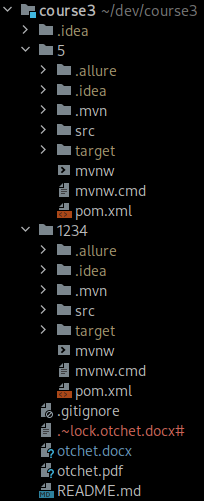 course3 ~/dev/course3
.idea
5
.allure
.idea
.mvn
src
target
mvnw
mvnw.cmd
pom.xml
1234
.allure
.idea
.mvn
src
target
mvnw
mvnw.cmd
pom.xml
.gitignore
.~lock.otchet.docx#
otchet.docx
otchet.pdf
README.md